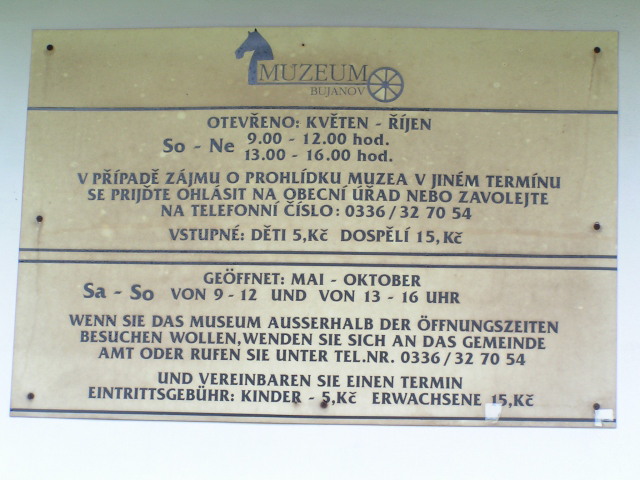 MUZEUM
BUJANOV
OTEVŘENO: KVĚTEN - ŘÍJEN
So - Ne 9.00 - 12.00 hod.
13.00 - 16.00 hod.
V PŘÍPADĚ ZÁJMU O PROHLÍDKU MUZEA V JINÉM TERMÍNU
SE PRIJĎTE OHLÁSIT NA OBECNÍ ÚŘAD NEBO ZAVOLEJTE
NA TELEFONNÍ ČÍSLO: 0336/32 70 54
VSTUPNÉ: DĚTI 5,Kč DOSPĚLÍ 15,Kč
GEÖFFNET: MAI - OKTOBER
Sa - So VON 9 - 12 UND VON 13 - 16 UHR
WENN SIE DAS MUSEUM AUSSERHALB DER ÖFFNUNGSZEITEN
BESUCHEN WOLLEN,WENDEN SIE SICH AN DAS GEMEINDE
AMT ODER RUFEN SIE UNTER TEL.NR. 0336/32 70 54
UND VEREINBAREN SIE EINEN TERMIN
EINTRITTSGEBÜHR: KINDER - 5,Kč ERWACHSENE 15,Kč